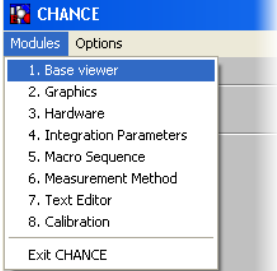 CHANCE
Modules Options
1. Base viewer
2. Graphics
3. Hardware
4. Integration Parameters
5. Macro Sequence
6. Measurement Method
7. Text Editor
8. Calibration
Exit CHANCE